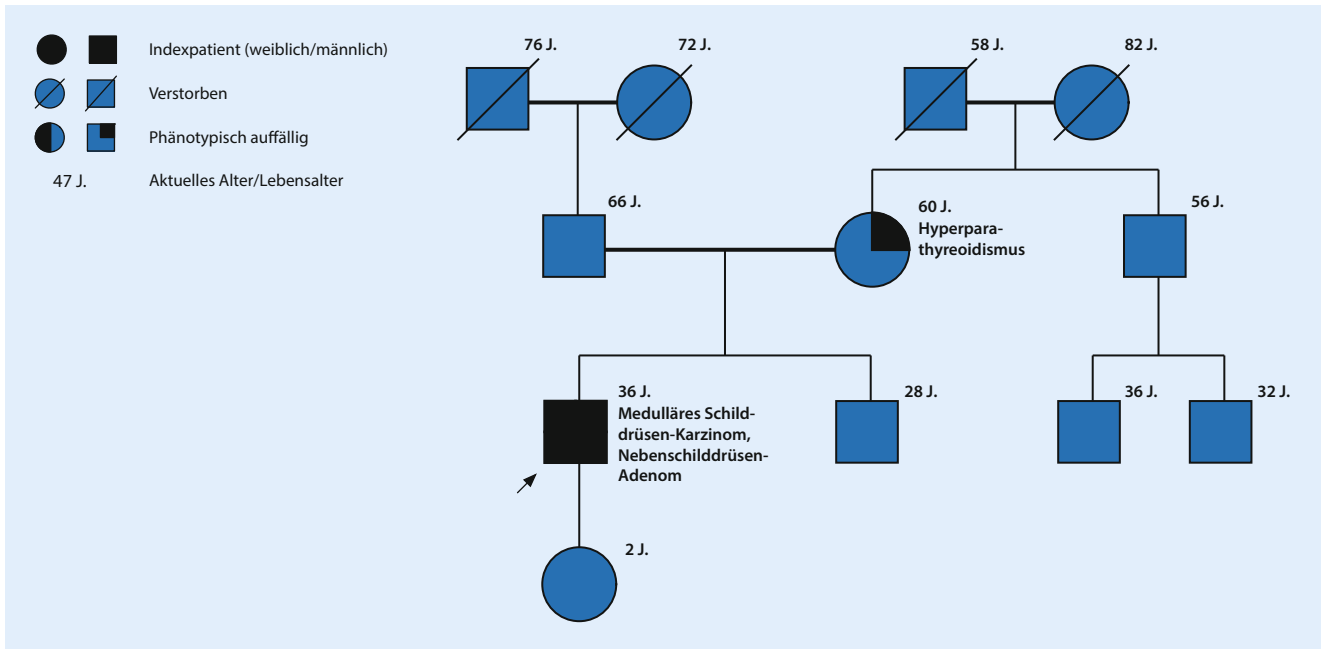 Indexpatient (weiblich/männlich)
Verstorben
Phänotypisch auffällig
47 J. Aktuelles Alter/Lebensalter
76 J. 72 J. 58 J. 82 J.
66 J.
60 J.
Hyperpara-
thyreoidismus
56 J.
36 J.
Medulläres Schild-
drüsen-Karzinom,
Nebenschilddrüsen-
Adenom
28 J.
36 J.
32 J.
2 J.